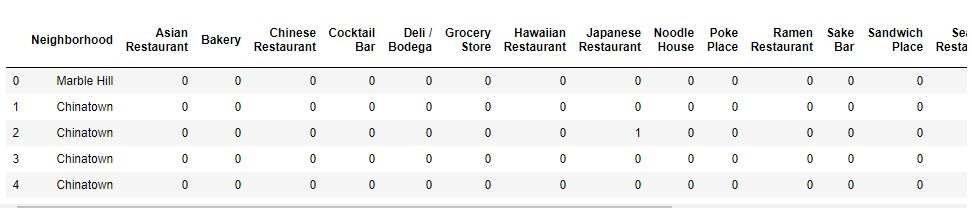 Neighborhood Asian Restaurant Bakery Chinese Restaurant Cocktail Bar Deli / Bodega Grocery Store Hawaiian Restaurant Japanese Restaurant Noodle House Poke Place Ramen Restaurant Sake Bar Sandwich Place
0 Marble Hill 0 0 0 0 0 0 0 0 0 0 0 0 0
1 Chinatown 0 0 0 0 0 0 0 0 0 0 0 0 0
2 Chinatown 0 0 0 0 0 0 0 1 0 0 0 0 0
3 Chinatown 0 0 0 0 0 0 0 0 0 0 0 0 0
4 Chinatown 0 0 0 0 0 0 0 0 0 0 0 0 0